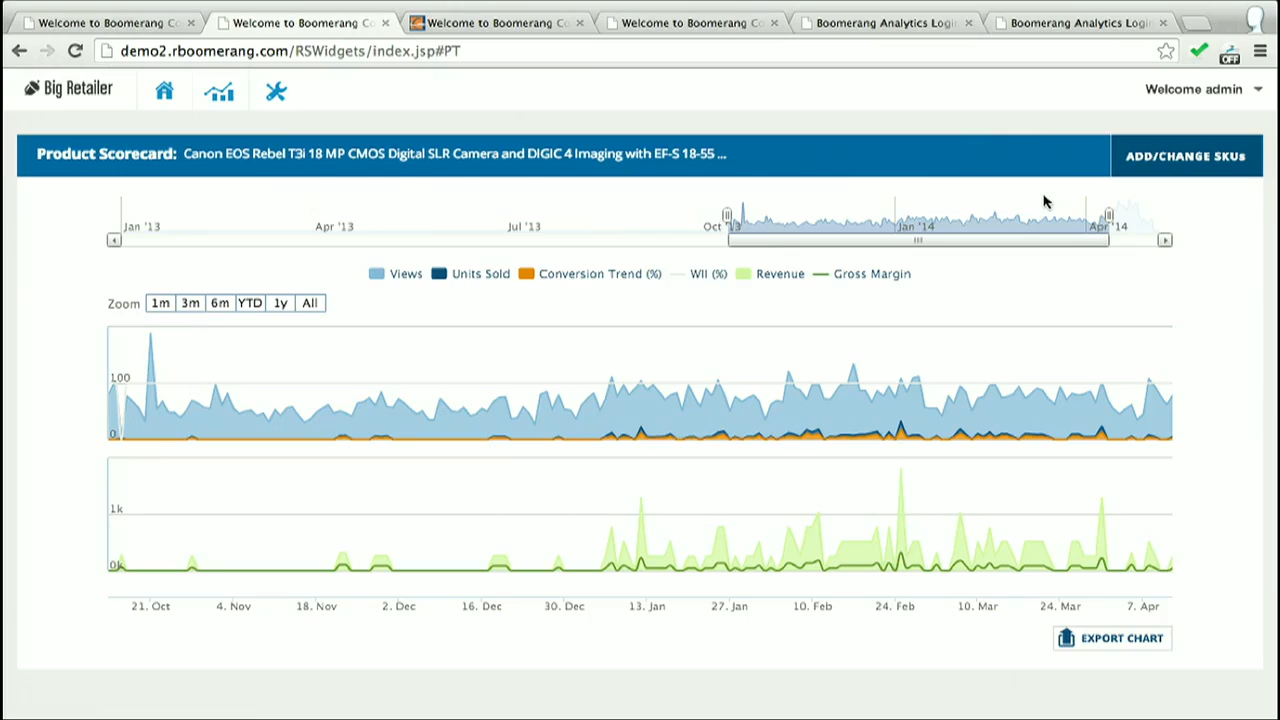 Welcome to Boomerang Co
Welcome to Boomerang Co
Welcome to Boomerang Co
Welcome to Boomerang Co
Boomerang Analytics Login
Boomerang Analytics Login
demo2.rboomerang.com/RSWidgets/index.jsp#PT
OFF
Big Retailer
Welcome admin
Product Scorecard: Canon EOS Rebel T3i 18 MP CMOS Digital SLR Camera and DIGIC 4 Imaging with EF-S 18-55 ...
ADD/CHANGE SKUs
Jan '13 Apr '13 Jul '13 Oct '13 Jan '14 Apr '14
Views Units Sold Conversion Trend (%) WII (%) Revenue Gross Margin
Zoom 1m 3m 6m YTD 1y All
100
0
1k
0k
21. Oct 4. Nov 18. Nov 2. Dec 16. Dec 30. Dec 13. Jan 27. Jan 10. Feb 24. Feb 10. Mar 24. Mar 7. Apr
EXPORT CHART